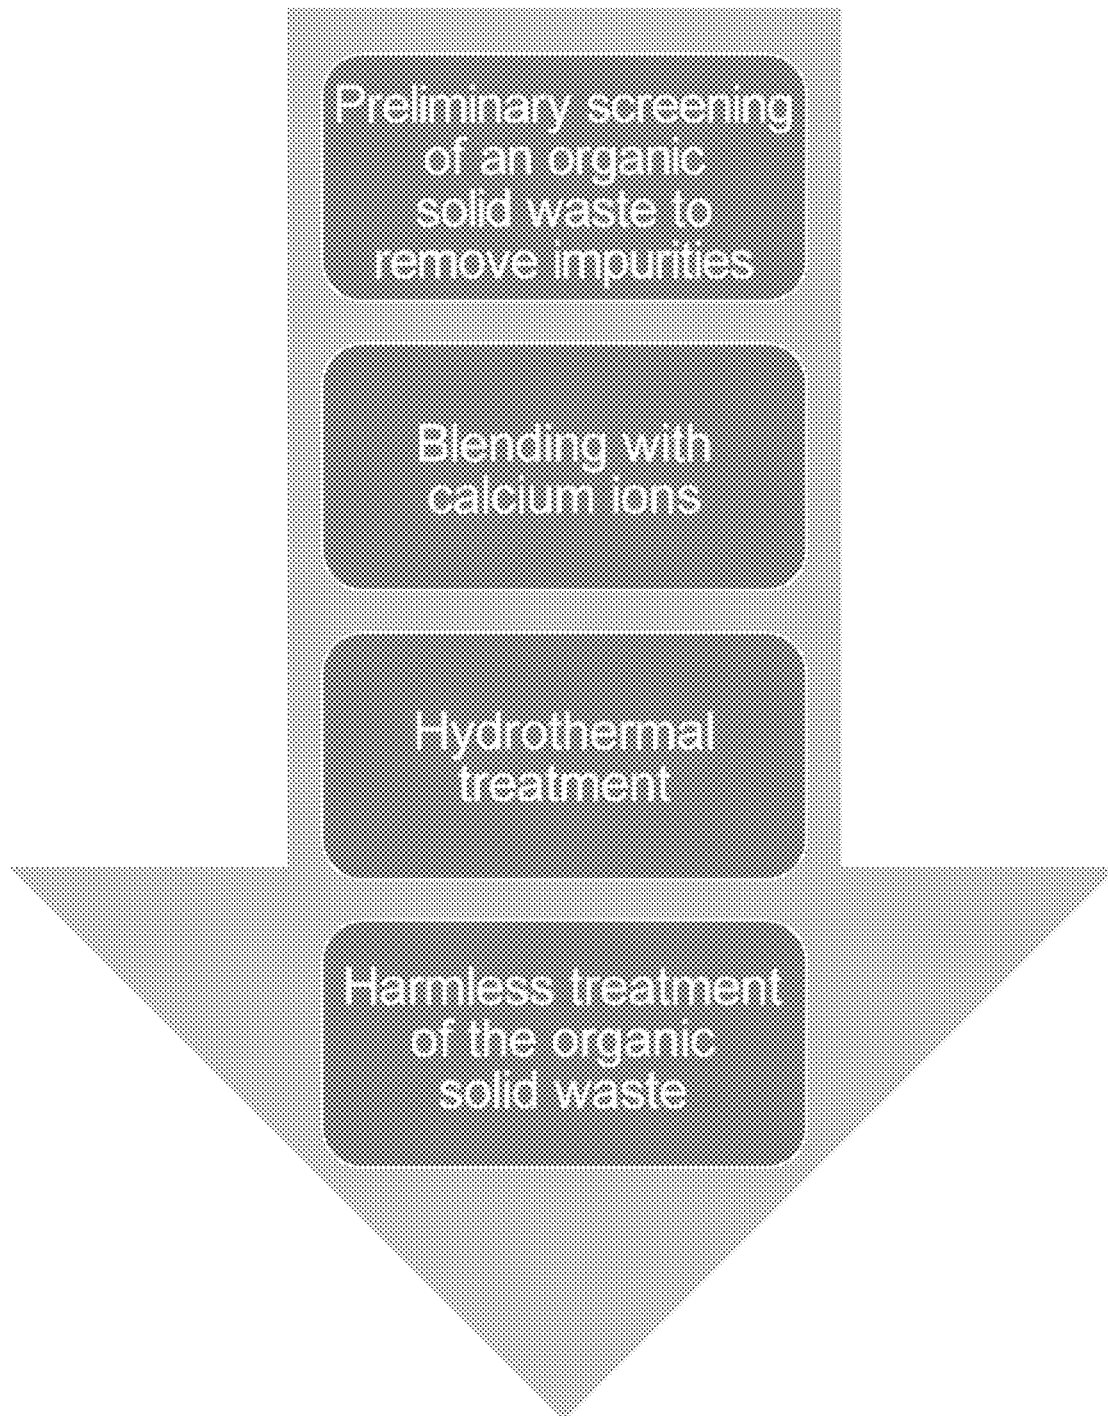 Preliminary screening
of an organic
solid waste to
remove impurities
Blending with
calcium ions
Hydrothermal
treatment
Harmless treatment
of the organic
solid waste